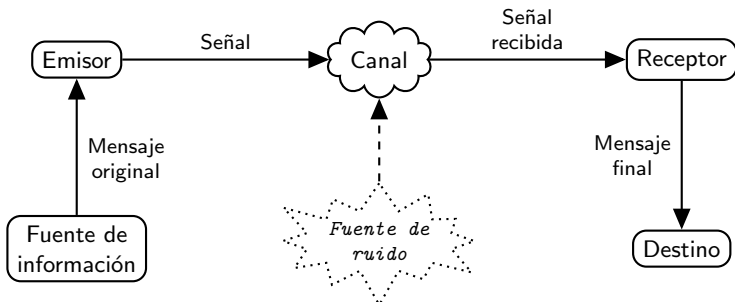 Señal
Señal
recibida
Emisor
Canal
Receptor
Mensaje
original
Mensaje
final
Fuente de
información
Fuente de
ruido
Destino